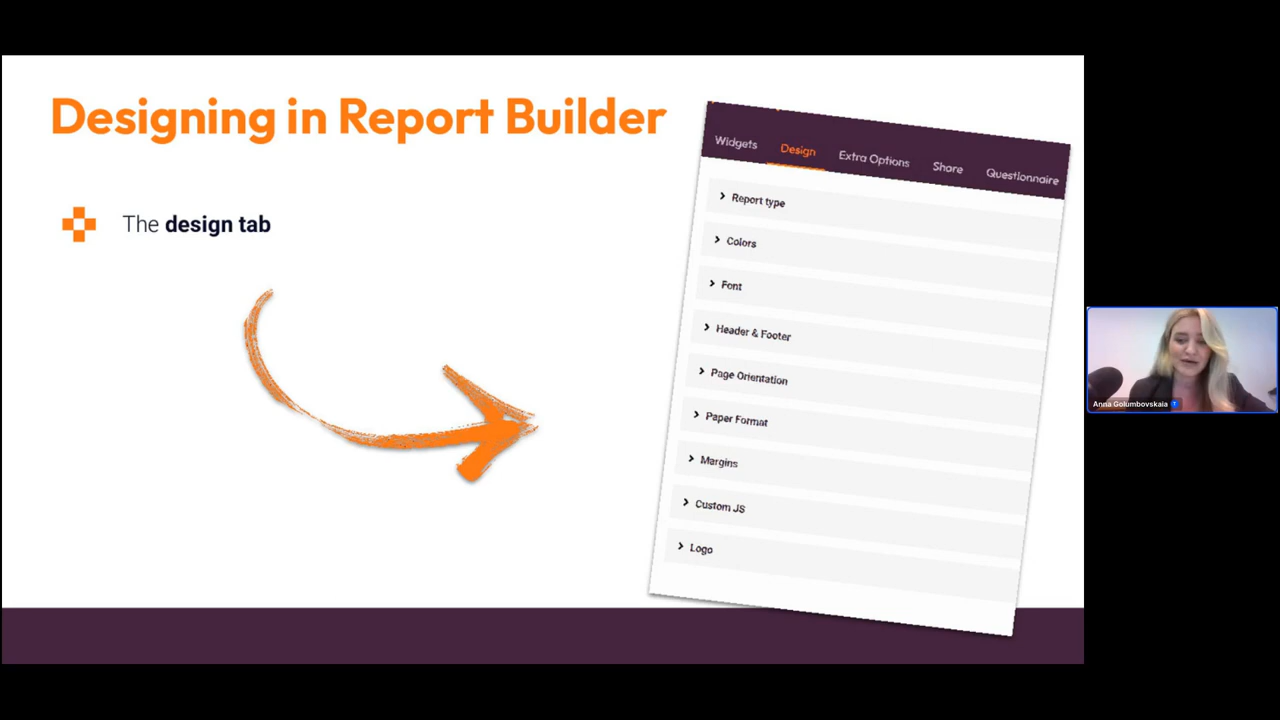 Designing in Report Builder
The design tab
Widgets Design Extra Options Share Questionnaire
Report type
Colors
Font
Header & Footer
Page Orientation
Paper Format
Margins
Custom JS
Logo
Anna Golumbovskaia